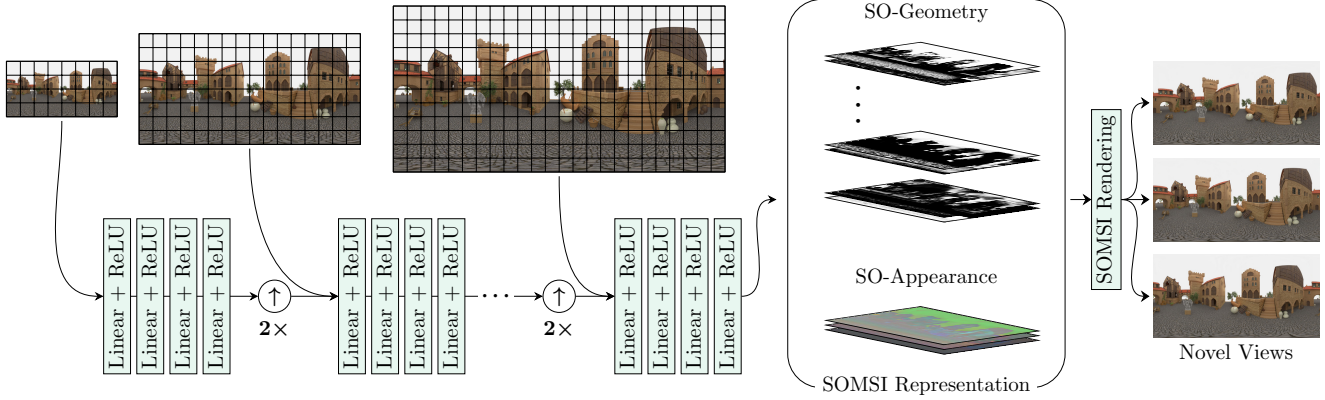 Linear + ReLU
Linear + ReLU
Linear + ReLU
Linear + ReLU
↑
2×
Linear + ReLU
Linear + ReLU
Linear + ReLU
Linear + ReLU
↑
2×
Linear + ReLU
Linear + ReLU
Linear + ReLU
Linear + ReLU
SO-Geometry
SO-Appearance
SOMSI Representation
SOMSI Rendering
Novel Views